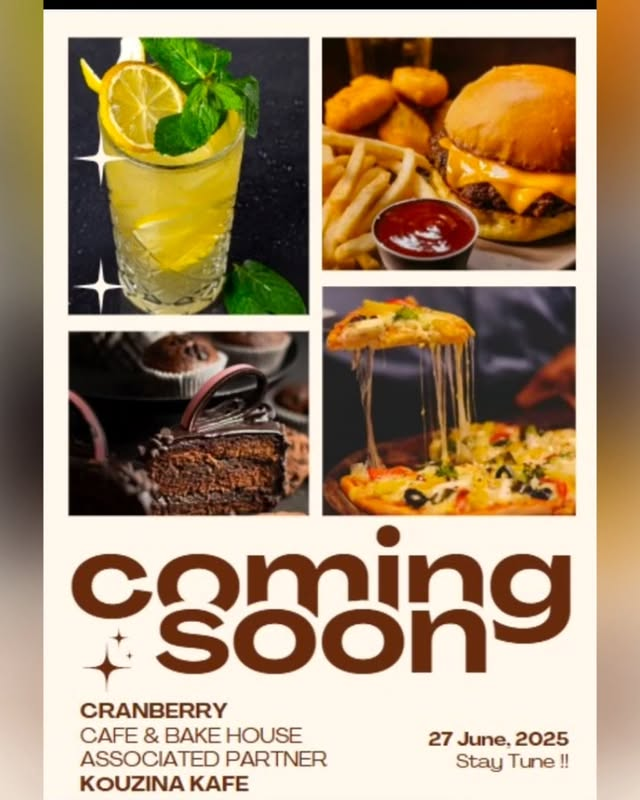 coming
soon
CRANBERRY
CAFE & BAKE HOUSE
ASSOCIATED PARTNER
KOUZINA KAFE
27 June, 2025
Stay Tune !!